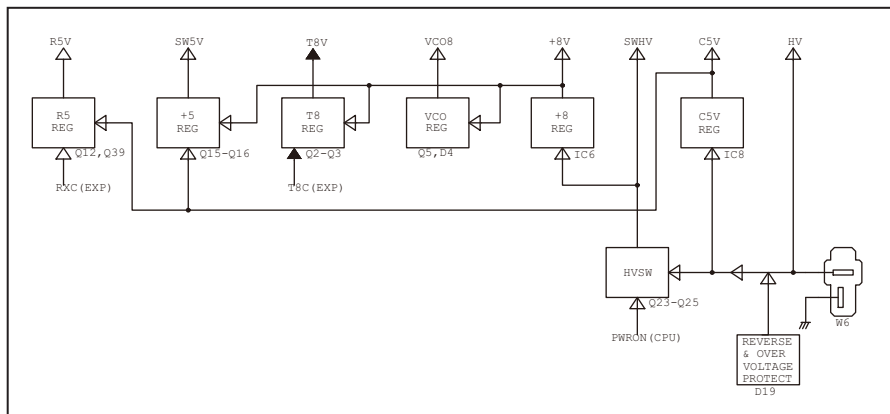 R5V
SW5V
T8V
VCO8
+8V
SWHV
C5V
HV
R5
REG
+5
REG
T8
REG
VCO
REG
+8
REG
C5V
REG
Q12,Q39
Q15-Q16
Q2-Q3
Q5,D4
IC6
IC8
RXC(EXP)
T8C(EXP)
HVSW
Q23-Q25
W6
PWRON(CPU)
REVERSE
& OVER
VOLTAGE
PROTECT
D19